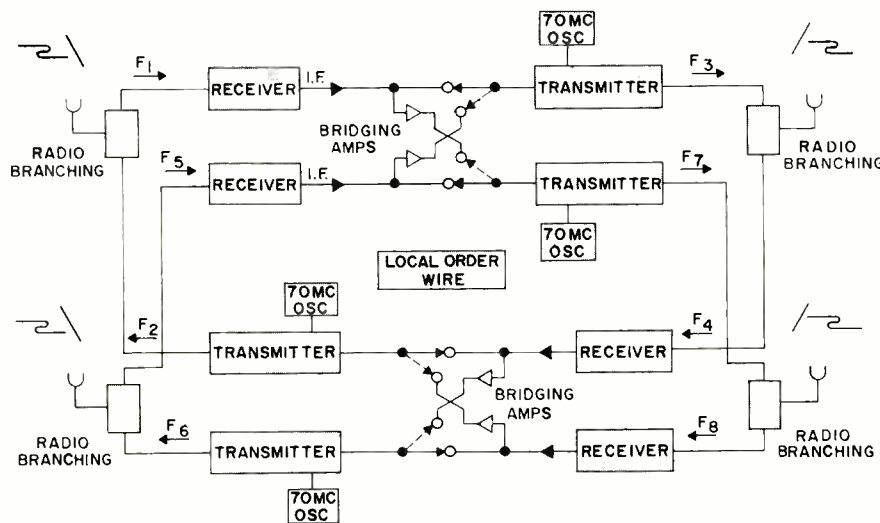 70MC
OSC
F1
RECEIVER
I.F.
TRANSMITTER
F3
BRIDGING
AMPS
RADIO
BRANCHING
F5
RECEIVER
I.F.
TRANSMITTER
F7
RADIO
BRANCHING
70MC
OSC
LOCAL ORDER
WIRE
70MC
OSC
F2
TRANSMITTER
RECEIVER
F4
BRIDGING
AMPS
RADIO
BRANCHING
F6
TRANSMITTER
RECEIVER
F8
RADIO
BRANCHING
70MC
OSC